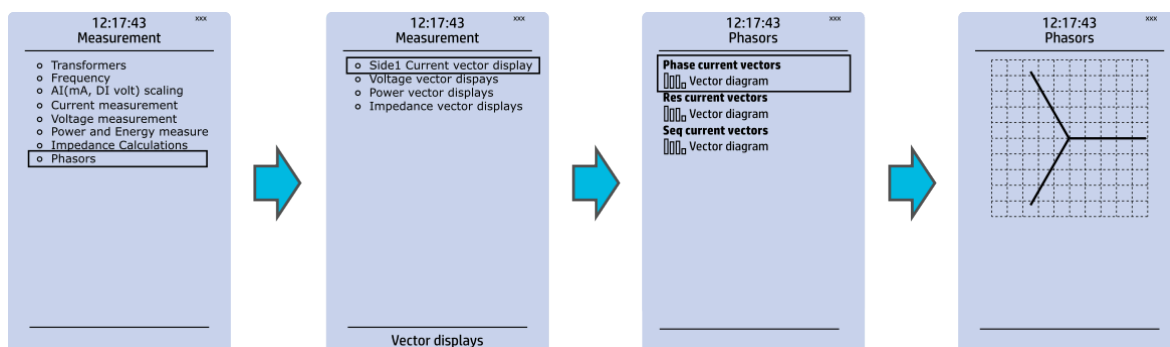 12:17:43 xxx
Measurement
Transformers
Frequency
AI(mA, DI volt) scaling
Current measurement
Voltage measurement
Power and Energy measure
Impedance Calculations
Phasors
12:17:43 xxx
Measurement
Side1 Current vector display
Voltage vector dispays
Power vector displays
Impedance vector displays
Vector displays
12:17:43 xxx
Phasors
Phase current vectors
Vector diagram
Res current vectors
Vector diagram
Seq current vectors
Vector diagram
12:17:43 xxx
Phasors